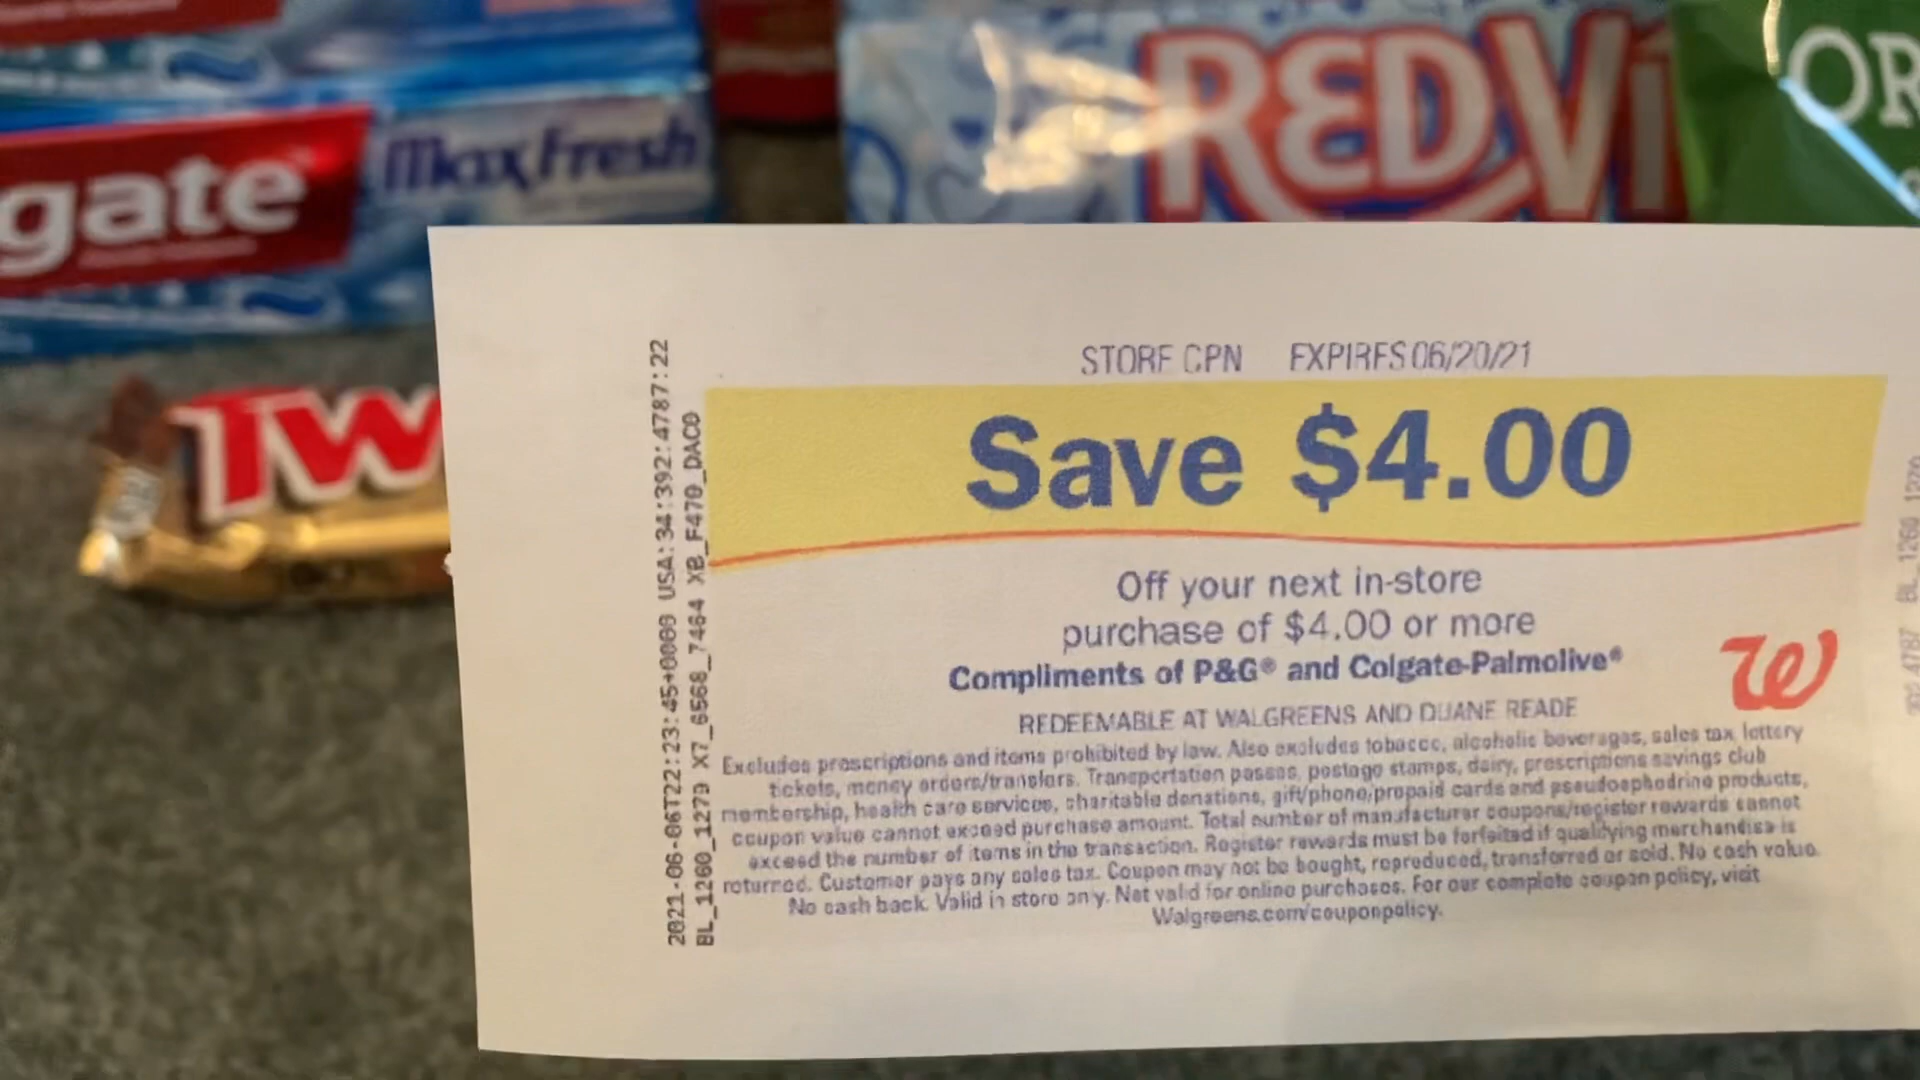 gate
MaxFresh
REDVi
OR
TW
STORE CPN EXPIRES 06/20/21
Save $4.00
Off your next in-store
purchase of $4.00 or more
Compliments of P&G® and Colgate-Palmolive®
W
REDEEMABLE AT WALGREENS AND DUANE READE
Excludes prescriptions and items prohibited by law. Also excludes tobacco, alcoholic beverages, sales tax, lottery
tickets, money orders/transfers. Transportation passes, postage stamps, dairy, prescriptions savings club
membership, health care services, charitable donations, gift/phone/prepaid cards and pseudoephedrine products,
coupon value cannot exceed purchase amount. Total number of manufacturer coupons/register rewards cannot
exceed the number of items in the transaction. Register rewards must be forfeited if qualifying merchandise is
returned. Customer pays any sales tax. Coupon may not be bought, reproduced, transferred or sold. No cash value.
No cash back. Valid in store only. Not valid for online purchases. For our complete coupon policy, visit
Walgreens.com/couponpolicy.
2021-06-06T22:23:45+0000 USA:34:392:4787:22
BL_1260_1279 X7_6568_7464 XB_F470_DAC0
4787 BL_1260 1279